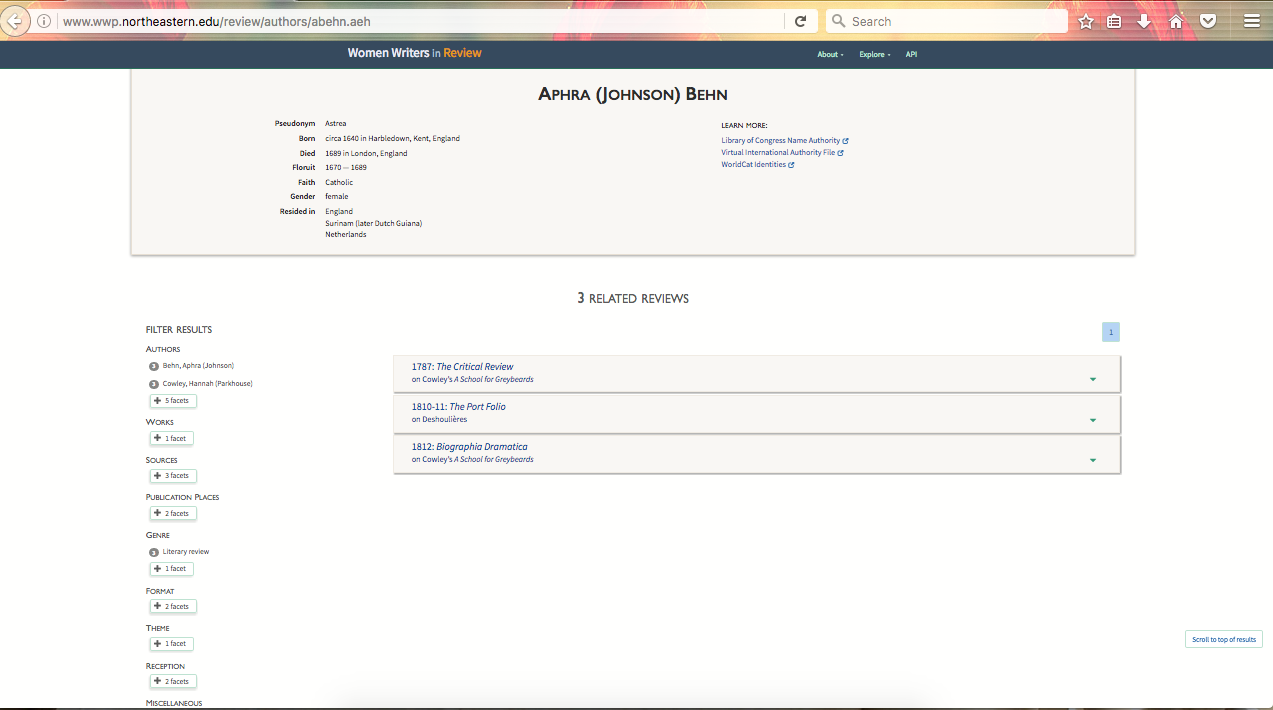 www.wwp.northeastern.edu/review/authors/abehn.aeh
Search
Women Writers in Review
About
Explore
API
Aphra (Johnson) Behn
Pseudonym Astrea
Born circa 1640 in Harbledown, Kent, England
Died 1689 in London, England
Floruit 1670 — 1689
Faith Catholic
Gender female
Resided in England
Surinam (later Dutch Guiana)
Netherlands
LEARN MORE:
Library of Congress Name Authority
Virtual International Authority File
WorldCat Identities
3 RELATED REVIEWS
FILTER RESULTS
Authors
3 Behn, Aphra (Johnson)
3 Cowley, Hannah (Parkhouse)
+ 5 facets
Works
+ 1 facet
Sources
+ 3 facets
Publication Places
+ 2 facets
Genre
3 Literary review
+ 1 facet
Format
+ 2 facets
Theme
+ 1 facet
Reception
+ 2 facets
Miscellaneous
1
1787: The Critical Review
on Cowley's A School for Greybeards
1810-11: The Port Folio
on Deshoulières
1812: Biographia Dramatica
on Cowley's A School for Greybeards
Scroll to top of results